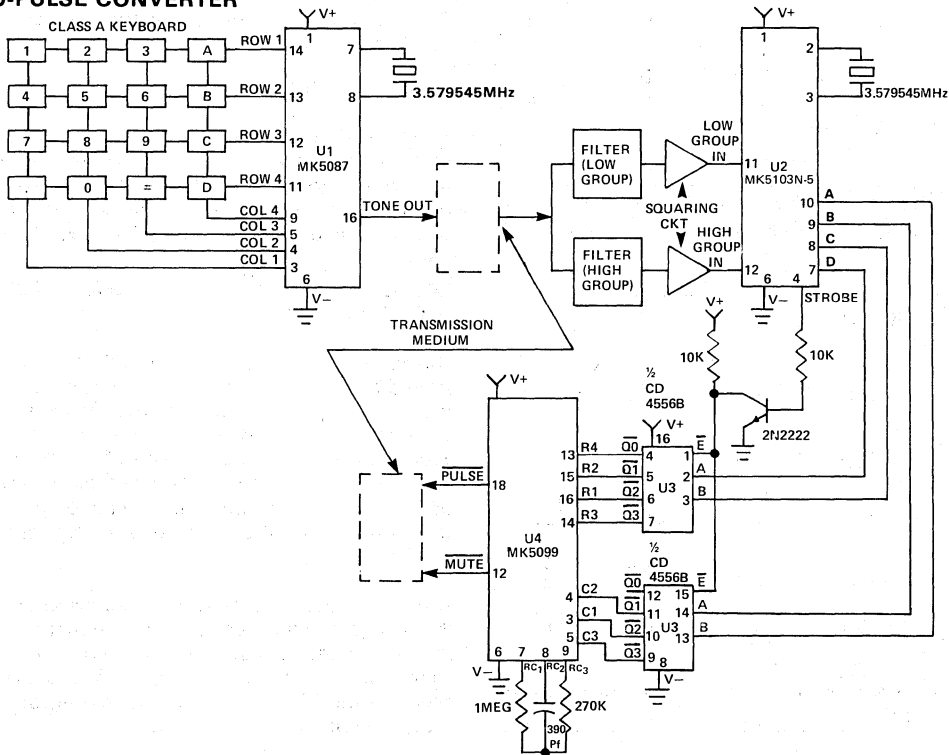 -PULSE CONVERTER
CLASS A KEYBOARD
1 2 3 A ROW 1
4 5 6 B ROW 2
7 8 9 C ROW 3
. 0 = D ROW 4
COL 4
COL 3
COL 2
COL 1
V+
1
14 7
13 8
12
11
U1
MK5087
16
9
5
4
3
6
V−
3.579545MHz
TONE OUT
TRANSMISSION
MEDIUM
FILTER
(LOW
GROUP)
FILTER
(HIGH
GROUP)
SQUARING
CKT
LOW
GROUP
IN
HIGH
GROUP
IN
V+
1
2
3
3.579545MHz
11
U2
MK5103N-5
10 A
9 B
8 C
7 D
12 6 4
V−
STROBE
V+
10K
10K
2N2222
½
CD
4556B
V+
16
R4 Q0 4 1 E
R2 Q1 5 2 A
R1 Q2 6 3 B
R3 Q3 7
U3
½
CD
4556B
Q0 12 15 E
C2 Q1 11 14 A
C1 Q2 10 13 B
C3 Q3 9
U3
8
V−
V+
13
15
16
14
U4
MK5099
PULSE 18
MUTE 12
4
3
5
6 7 8 9
V−
RC1 RC2 RC3
1MEG
270K
390
Pf